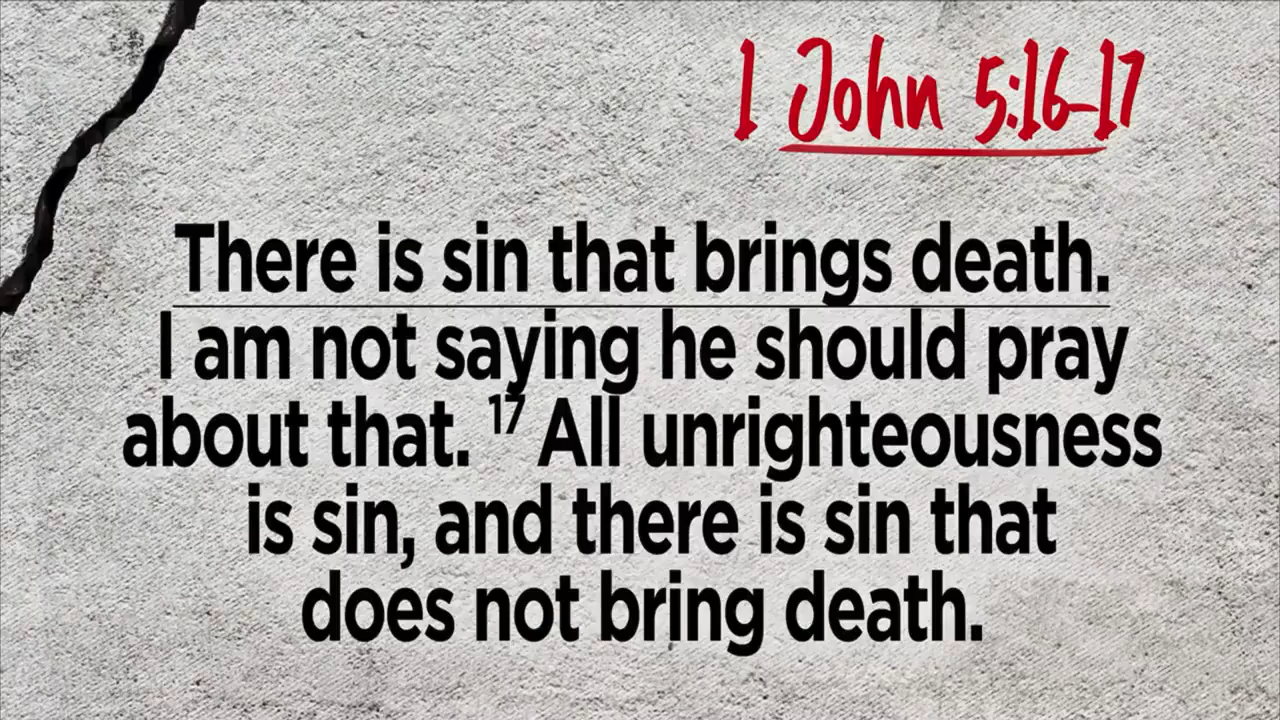 1 John 5:16-17
There is sin that brings death.
I am not saying he should pray
about that. 17 All unrighteousness
is sin, and there is sin that
does not bring death.